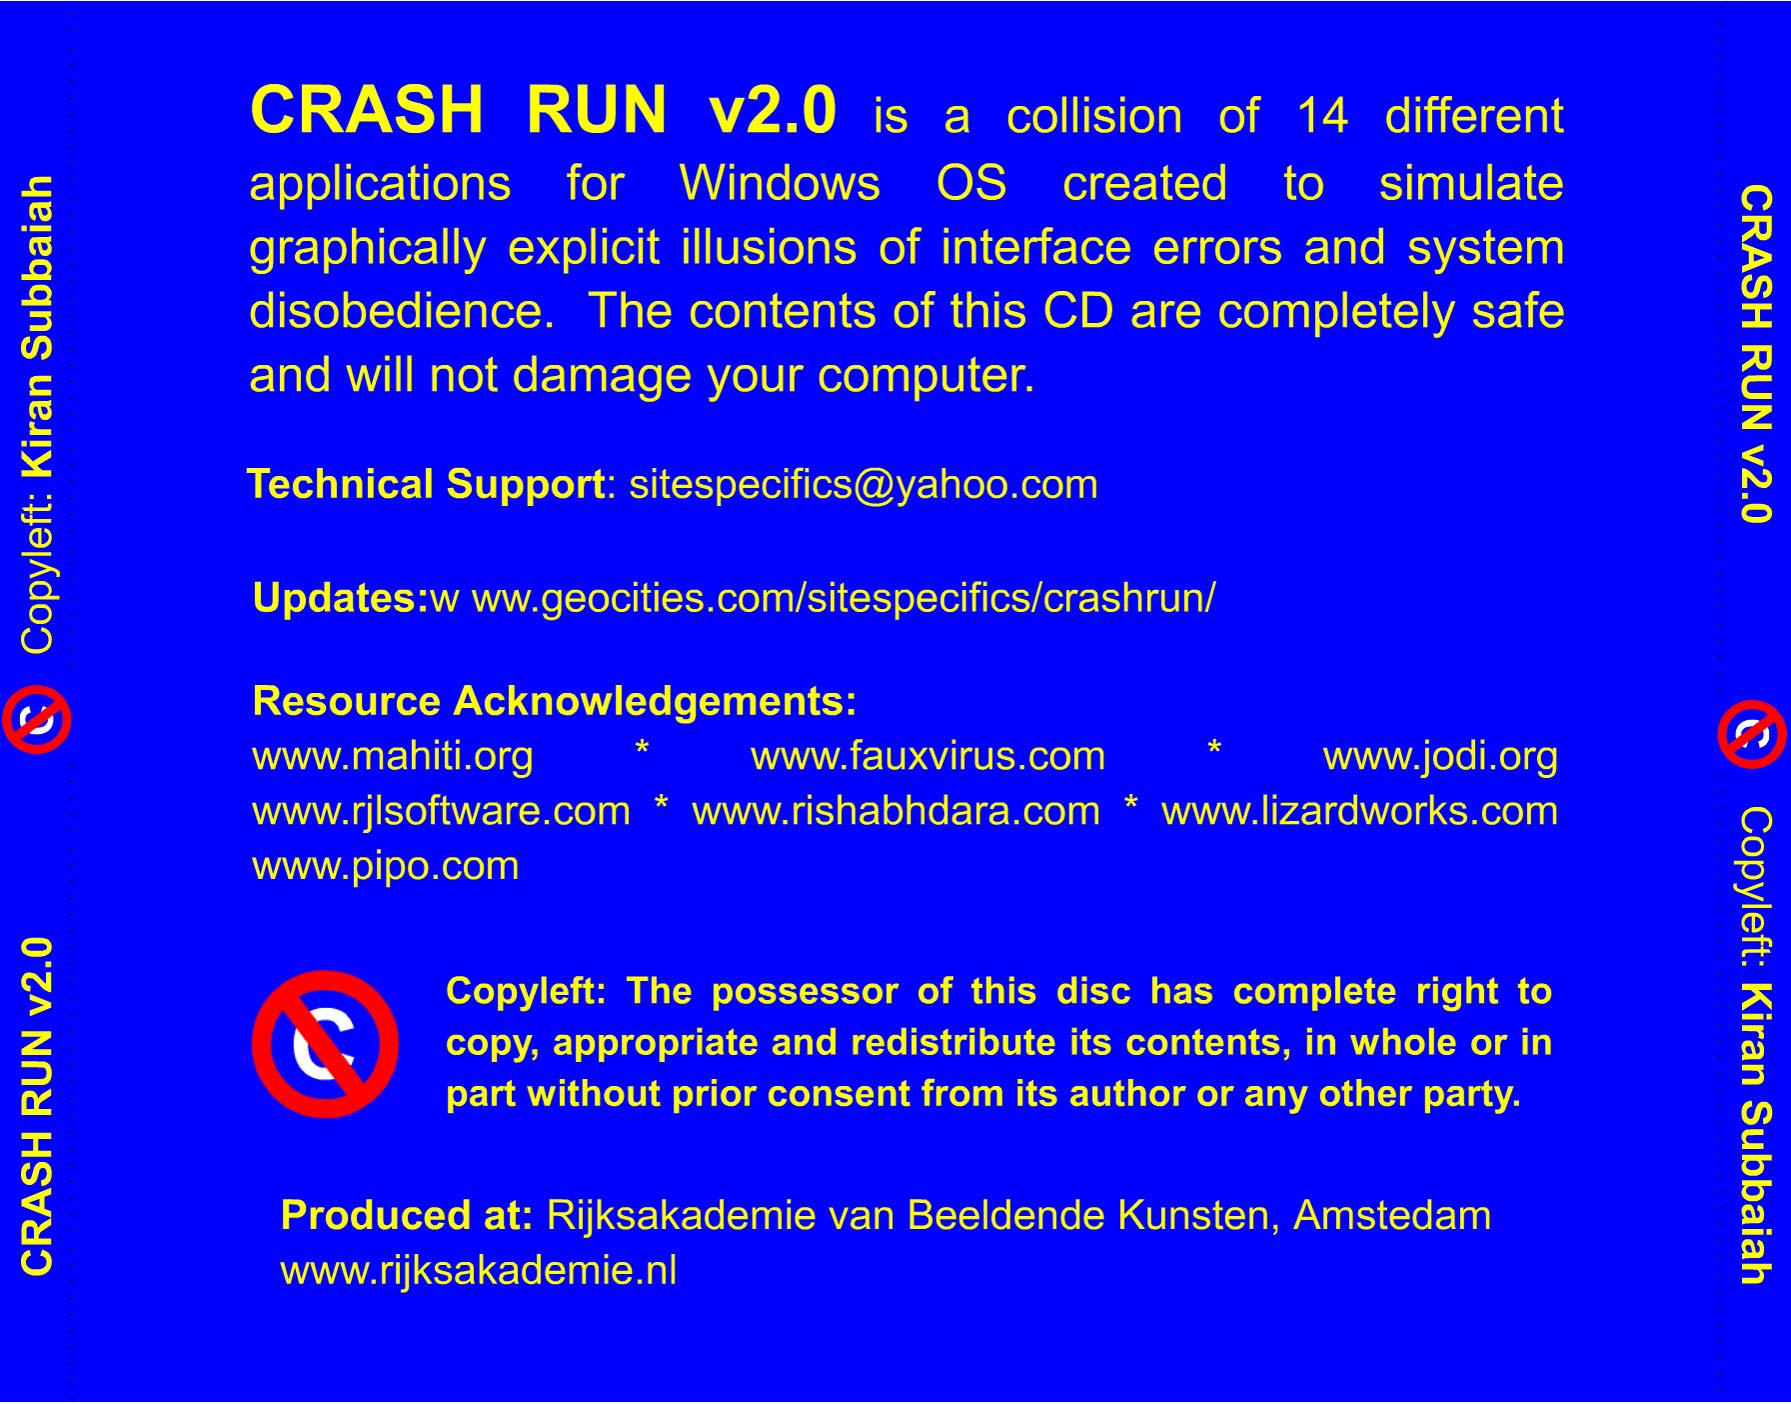 CRASH RUN v2.0 is a collision of 14 different
applications for Windows OS created to simulate
graphically explicit illusions of interface errors and system
disobedience. The contents of this CD are completely safe
and will not damage your computer.
Technical Support: sitespecifics@yahoo.com
Updates:w ww.geocities.com/sitespecifics/crashrun/
Resource Acknowledgements:
www.mahiti.org * www.fauxvirus.com * www.jodi.org
www.rjlsoftware.com * www.rishabhdara.com * www.lizardworks.com
www.pipo.com
C
Copyleft: The possessor of this disc has complete right to
copy, appropriate and redistribute its contents, in whole or in
part without prior consent from its author or any other party.
Produced at: Rijksakademie van Beeldende Kunsten, Amstedam
www.rijksakademie.nl
CRASH RUN v2.0 C Copyleft: Kiran Subbaiah
CRASH RUN v2.0 C Copyleft: Kiran Subbaiah